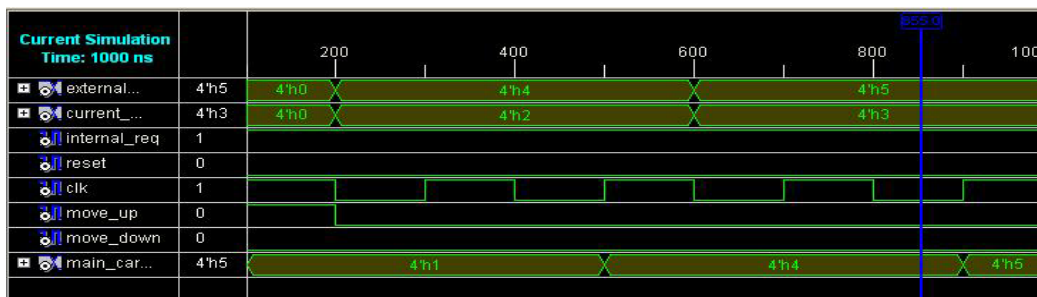 855.0
Current Simulation
Time: 1000 ns
200 400 600 800 100
external... 4'h5 4'h0 4'h4 4'h5
current_... 4'h3 4'h0 4'h2 4'h3
internal_req 1
reset 0
clk 1
move_up 0
move_down 0
main_car... 4'h5 4'h1 4'h4 4'h5